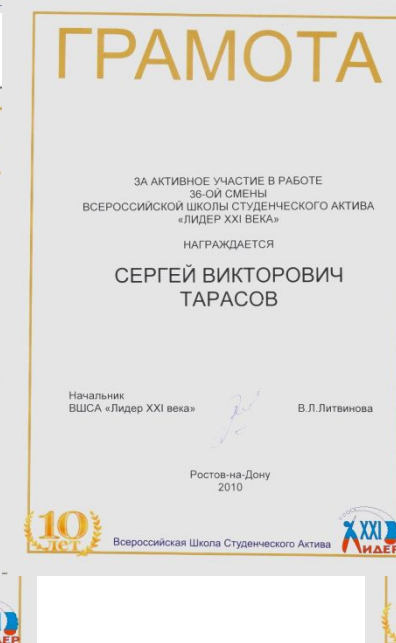 ГРАМОТА
ЗА АКТИВНОЕ УЧАСТИЕ В РАБОТЕ
36-ОЙ СМЕНЫ
ВСЕРОССИЙСКОЙ ШКОЛЫ СТУДЕНЧЕСКОГО АКТИВА
«ЛИДЕР XXI ВЕКА»
НАГРАЖДАЕТСЯ
СЕРГЕЙ ВИКТОРОВИЧ
ТАРАСОВ
Начальник
ВШСА «Лидер XXI века»
В.Л.Литвинова
Ростов-на-Дону
2010
10
лет
Всероссийская Школа Студенческого Актива
XXI
ЛИДЕР